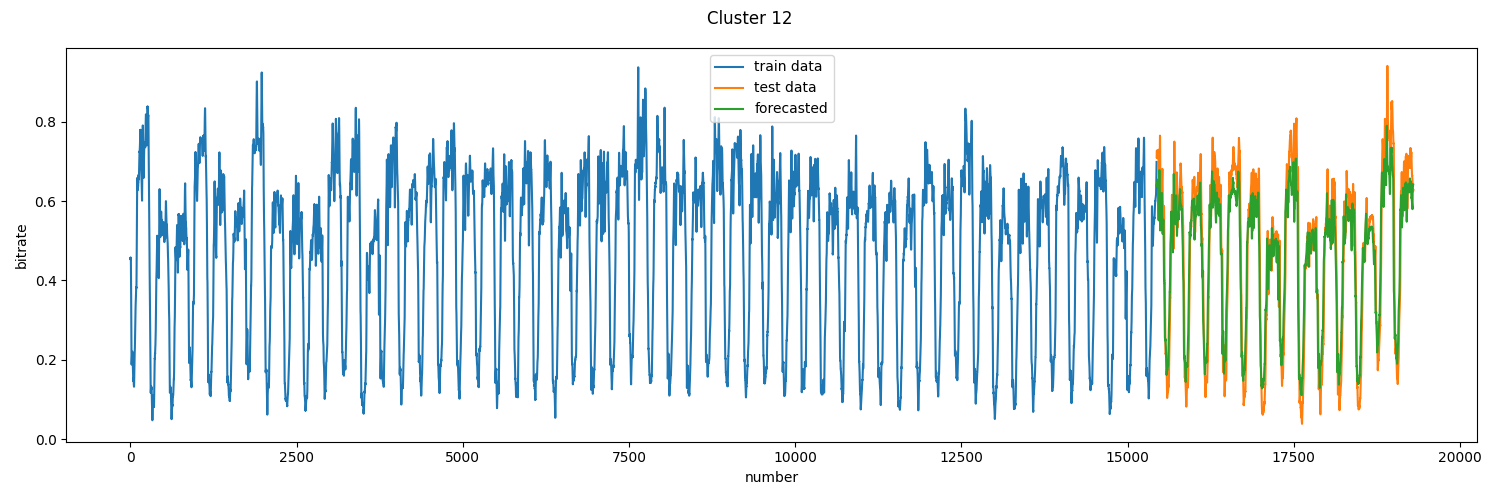 Cluster 12
train data
test data
forecasted
bitrate
0.8
0.6
0.4
0.2
0.0
0 2500 5000 7500 10000 12500 15000 17500 20000
number